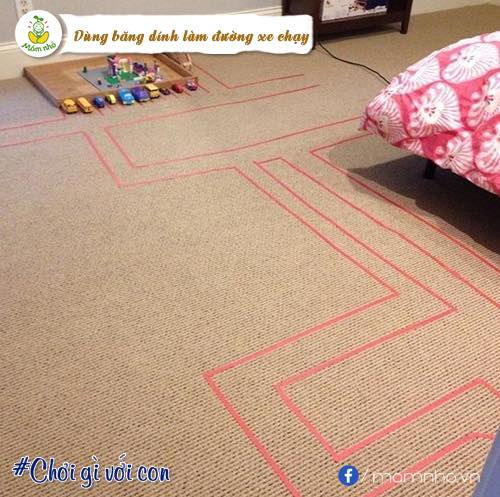 Mầm nhỏ
Dùng băng dính làm đường xe chạy
#Chơi gì với con
f/mamnho.vn